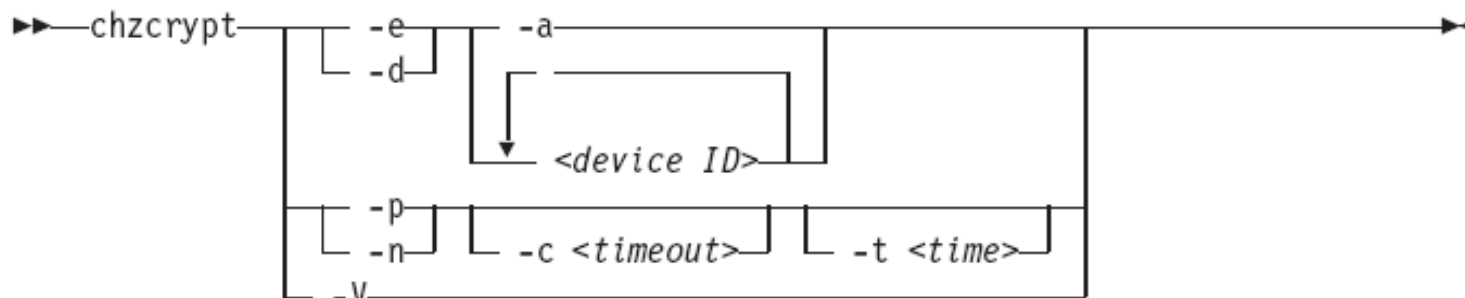 chzcrypt -e -a
-d
<device ID>
-p
-n -c <timeout> -t <time>
-V